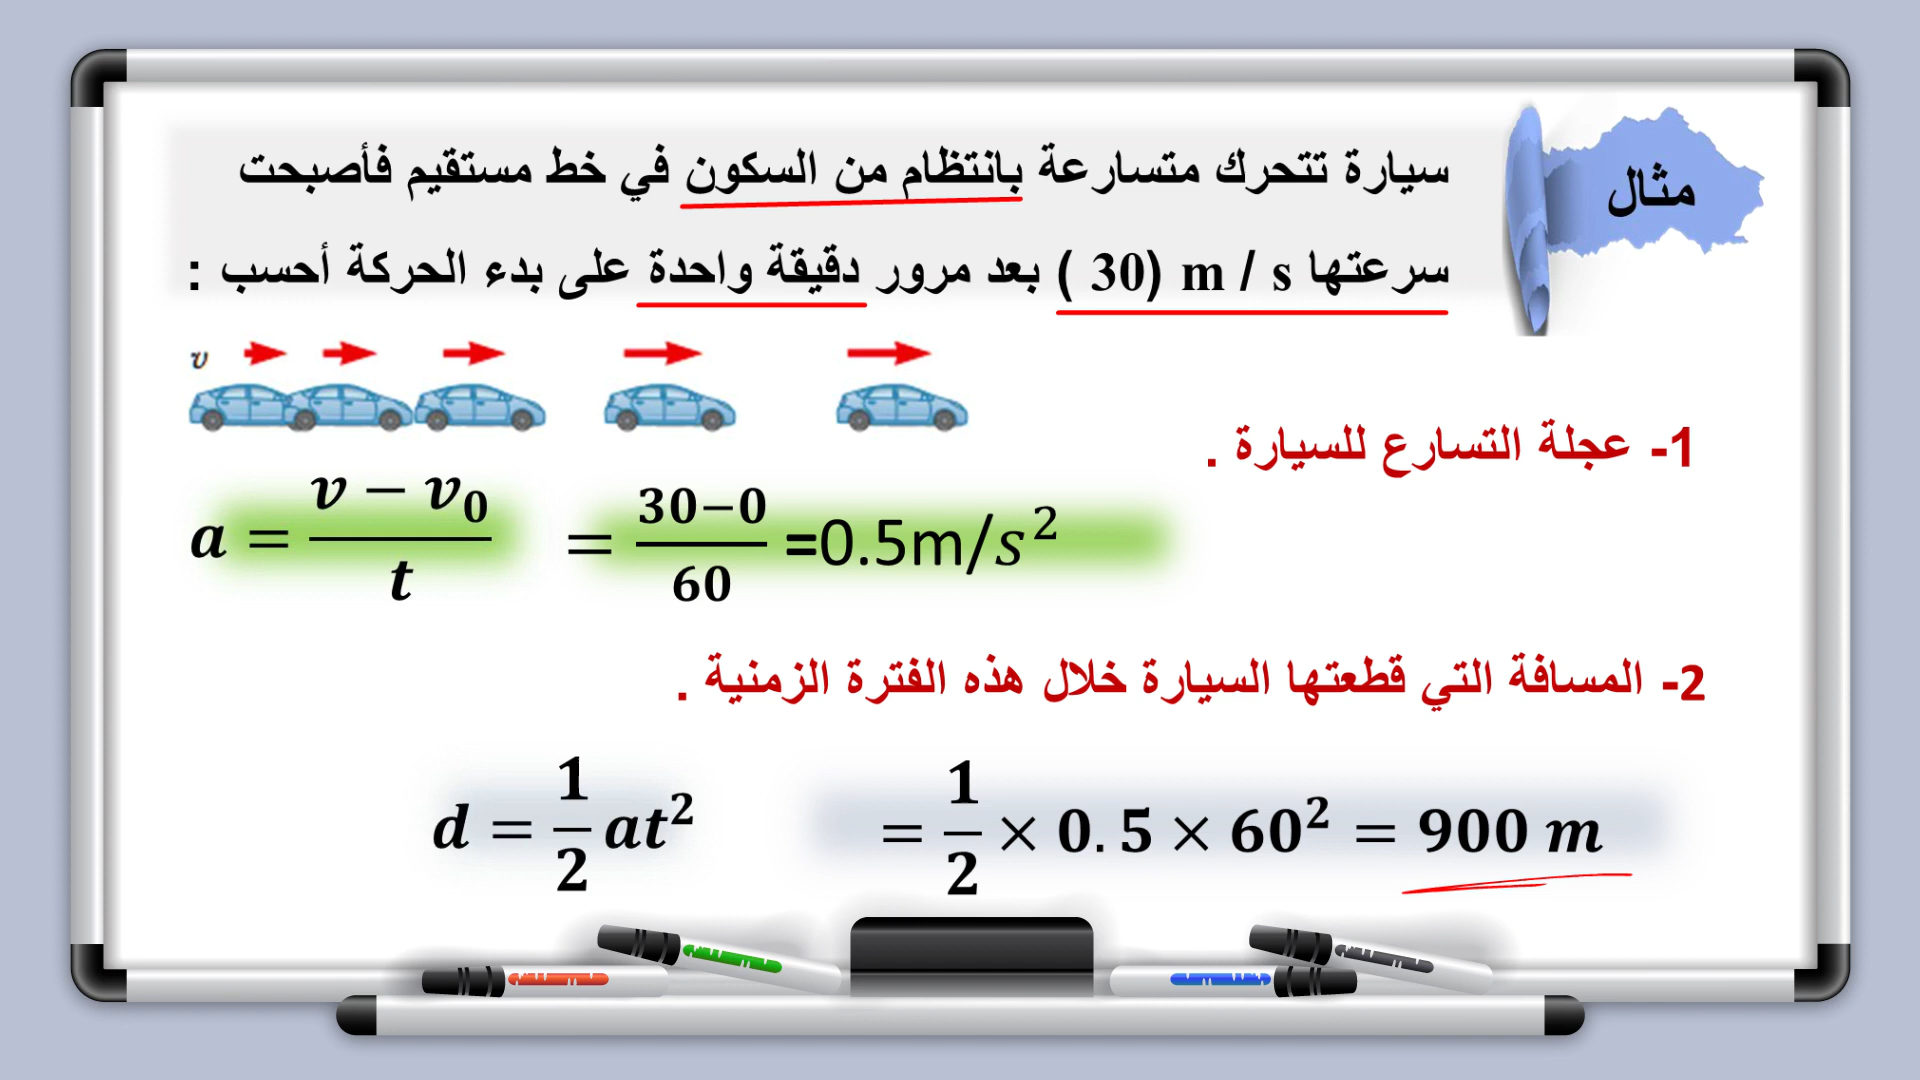 مثال
سيارة تتحرك متسارعة بانتظام من السكون في خط مستقيم فأصبحت
سرعتها m / s (30 ) بعد مرور دقيقة واحدة على بدء الحركة أحسب :
v
1- عجلة التسارع للسيارة .
a = (v − v₀)/t = (30−0)/60 =0.5m/s²
2- المسافة التي قطعتها السيارة خلال هذه الفترة الزمنية .
d = 1/2 at² = 1/2 × 0.5 × 60² = 900 m